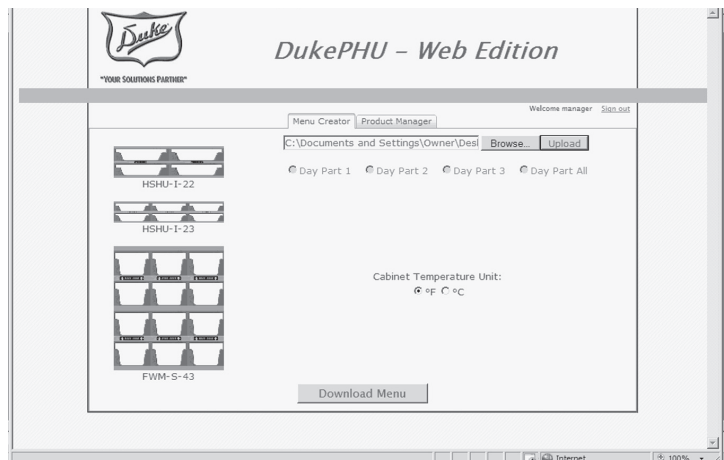 Duke
"YOUR SOLUTIONS PARTNER"
DukePHU – Web Edition
Welcome manager Sign out
Menu Creator Product Manager
C:\Documents and Settings\Owner\Desl Browse... Upload
Day Part 1 Day Part 2 Day Part 3 Day Part All
HSHU-I-22
HSHU-I-23
Cabinet Temperature Unit:
°F °C
FWM-S-43
Download Menu
Internet 100%